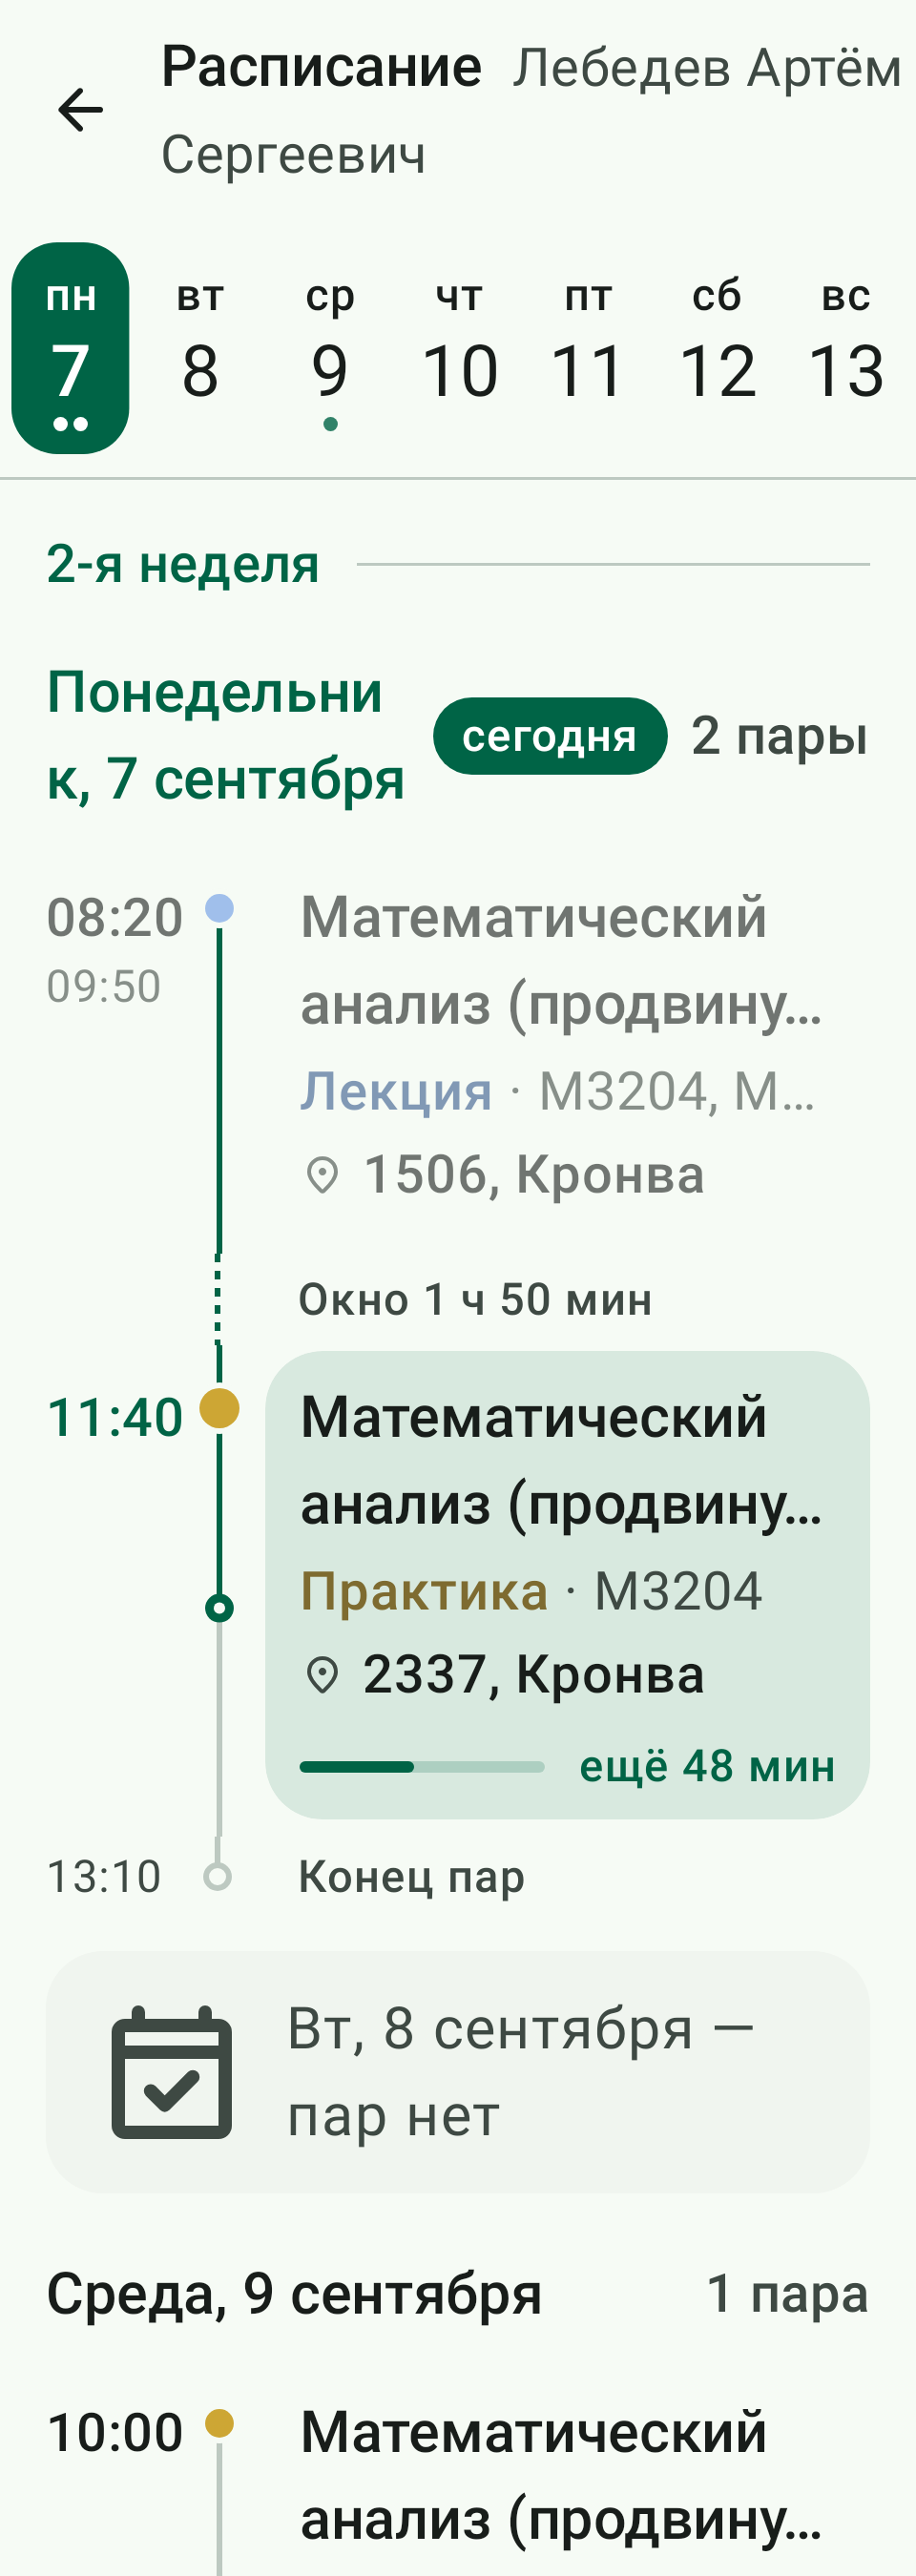 Расписание Лебедев Артём
Сергеевич
пн вт ср чт пт сб вс
7 8 9 10 11 12 13
2-я неделя
Понедельни
к, 7 сентября
сегодня 2 пары
08:20 Математический
09:50 анализ (продвину...
Лекция · М3204, М...
1506, Кронва
Окно 1 ч 50 мин
11:40 Математический
анализ (продвину...
Практика · М3204
2337, Кронва
ещё 48 мин
13:10 Конец пар
Вт, 8 сентября —
пар нет
Среда, 9 сентября 1 пара
10:00 Математический
анализ (продвину...